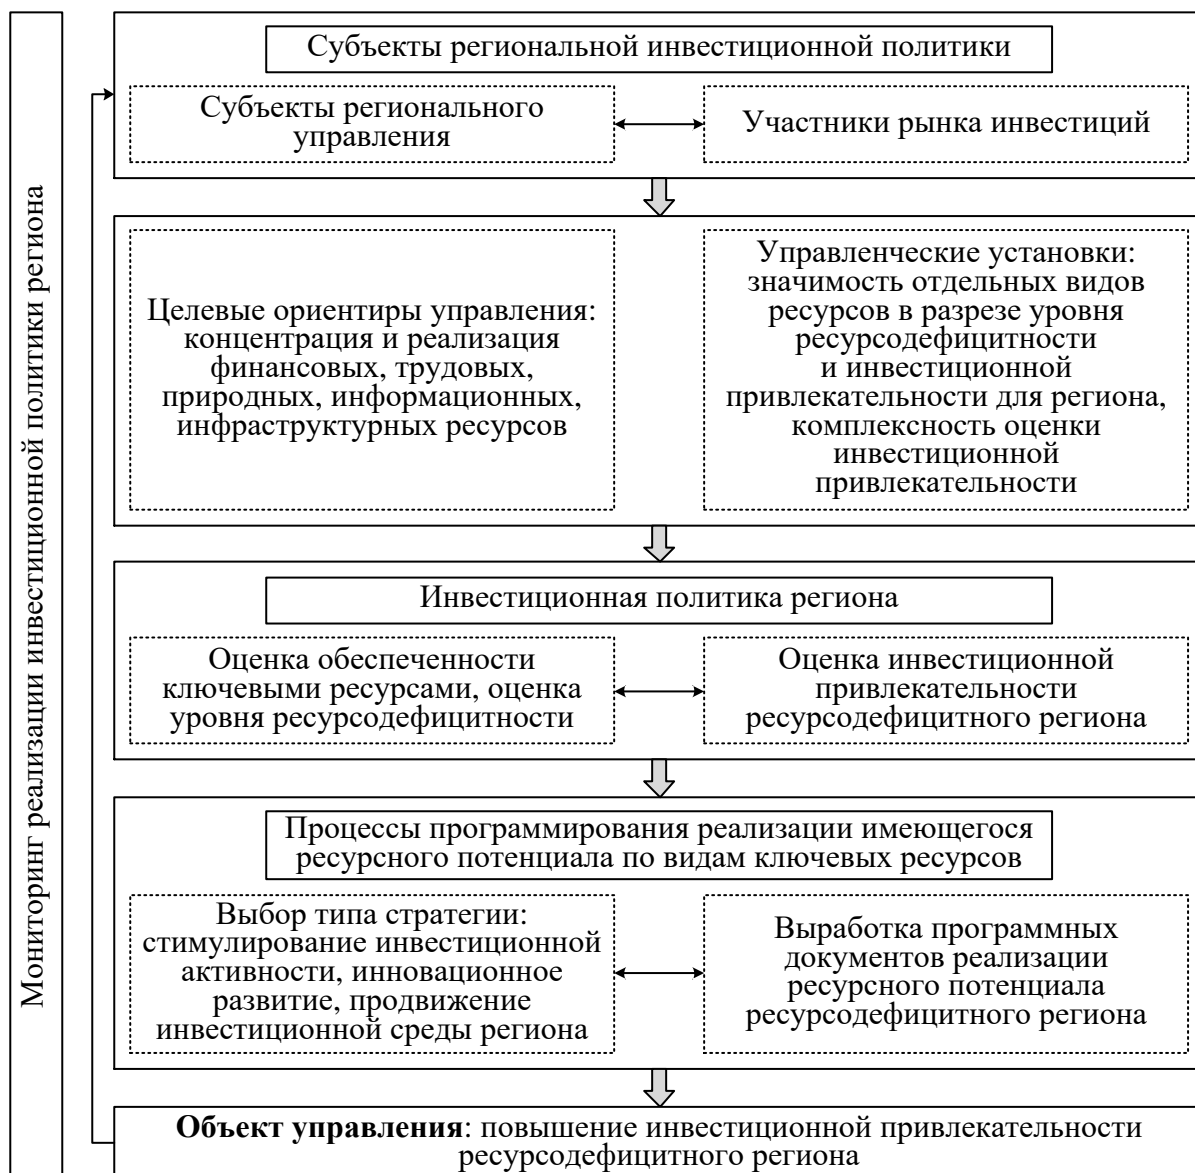 Мониторинг реализации инвестиционной политики региона
Субъекты региональной инвестиционной политики
Субъекты регионального
управления
Участники рынка инвестиций
Целевые ориентиры управления:
концентрация и реализация
финансовых, трудовых,
природных, информационных,
инфраструктурных ресурсов
Управленческие установки:
значимость отдельных видов
ресурсов в разрезе уровня
ресурсодефицитности
и инвестиционной
привлекательности для региона,
комплексность оценки
инвестиционной
привлекательности
Инвестиционная политика региона
Оценка обеспеченности
ключевыми ресурсами, оценка
уровня ресурсодефицитности
Оценка инвестиционной
привлекательности
ресурсодефицитного региона
Процессы программирования реализации имеющегося
ресурсного потенциала по видам ключевых ресурсов
Выбор типа стратегии:
стимулирование инвестиционной
активности, инновационное
развитие, продвижение
инвестиционной среды региона
Выработка программных
документов реализации
ресурсного потенциала
ресурсодефицитного региона
Объект управления: повышение инвестиционной привлекательности
ресурсодефицитного региона